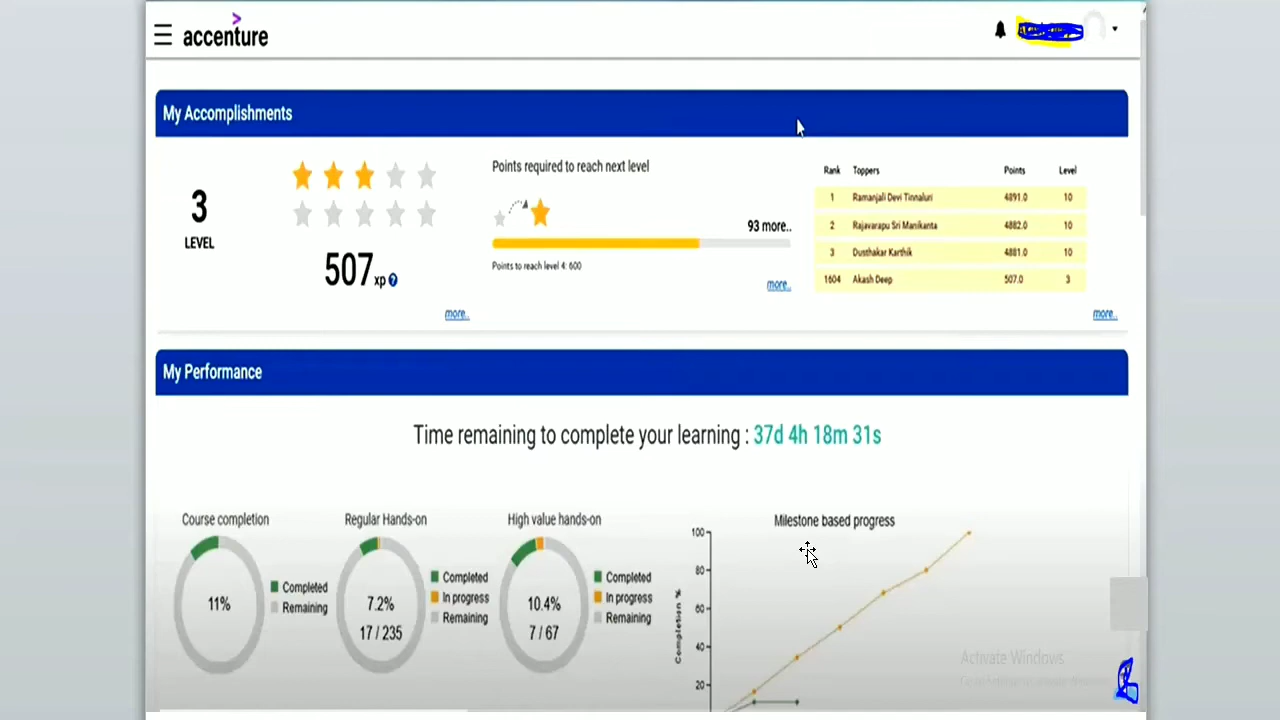 accenture
My Accomplishments
3
LEVEL
507 xp ?
more..
Points required to reach next level
93 more..
Points to reach level 4: 600
more..
Rank Toppers Points Level
1 Ramanjali Devi Tinnaluri 4891.0 10
2 Rajavarapu Sri Manikanta 4882.0 10
3 Dusthakar Karthik 4881.0 10
1604 Akash Deep 507.0 3
more..
My Performance
Time remaining to complete your learning : 37d 4h 18m 31s
Course completion
11%
Completed
Remaining
Regular Hands-on
7.2%
17 / 235
Completed
In progress
Remaining
High value hands-on
10.4%
7 / 67
Completed
In progress
Remaining
Milestone based progress
Completion %
100
80
60
40
20
Activate Windows